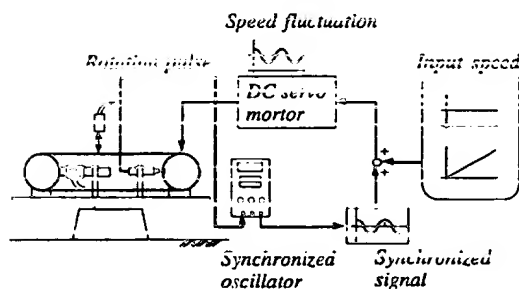 Speed fluctuation
Rotation pulse
Input speed
DC servo
mortor
+
+
Synchronized
oscillator
Synchronized
signal